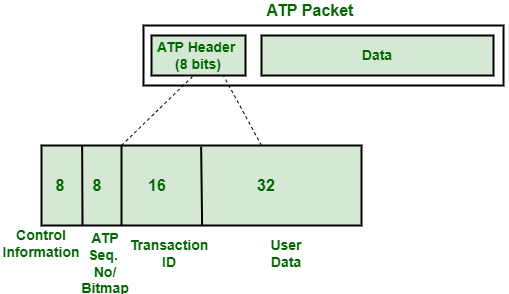 ATP Packet
ATP Header
(8 bits)
Data
8
8
16
32
Control
Information
ATP
Seq.
No/
Bitmap
Transaction
ID
User
Data